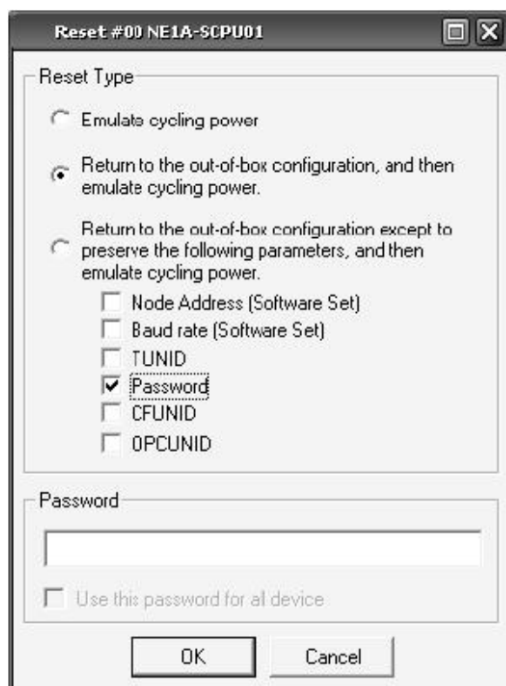 Reset #00 NE1A-SCPU01
Reset Type
Emulate cycling power
Return to the out-of-box configuration, and then
emulate cycling power.
Return to the out-of-box configuration except to
preserve the following parameters, and then
emulate cycling power.
Node Address (Software Set)
Baud rate (Software Set)
TUNID
Password
CFUNID
OPCUNID
Password
Use this password for all device
OK
Cancel